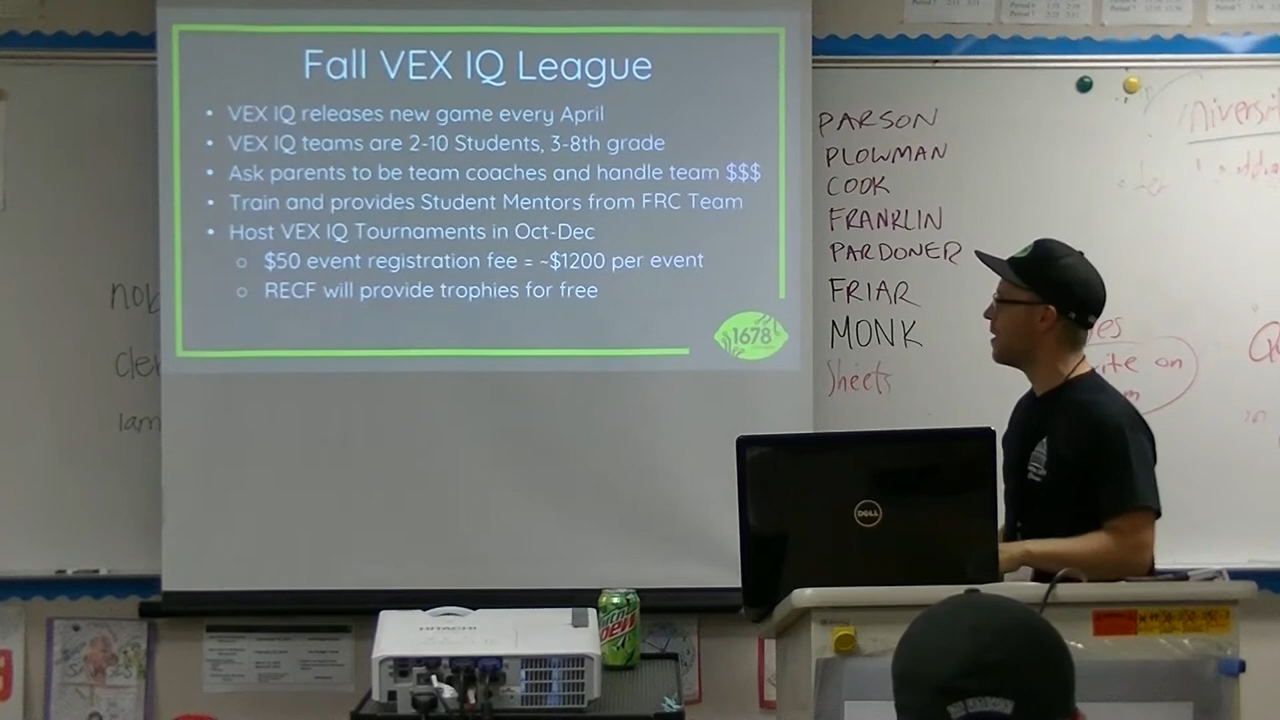 Fall VEX IQ League
• VEX IQ releases new game every April
• VEX IQ teams are 2-10 Students, 3-8th grade
• Ask parents to be team coaches and handle team $$$
• Train and provides Student Mentors from FRC Team
• Host VEX IQ Tournaments in Oct-Dec
○ $50 event registration fee = ~$1200 per event
○ RECF will provide trophies for free
1678
PARSON
PLOWMAN
COOK
FRANKLIN
PARDONER
FRIAR
MONK
Sheets
on
DELL
HITACHI
DEW